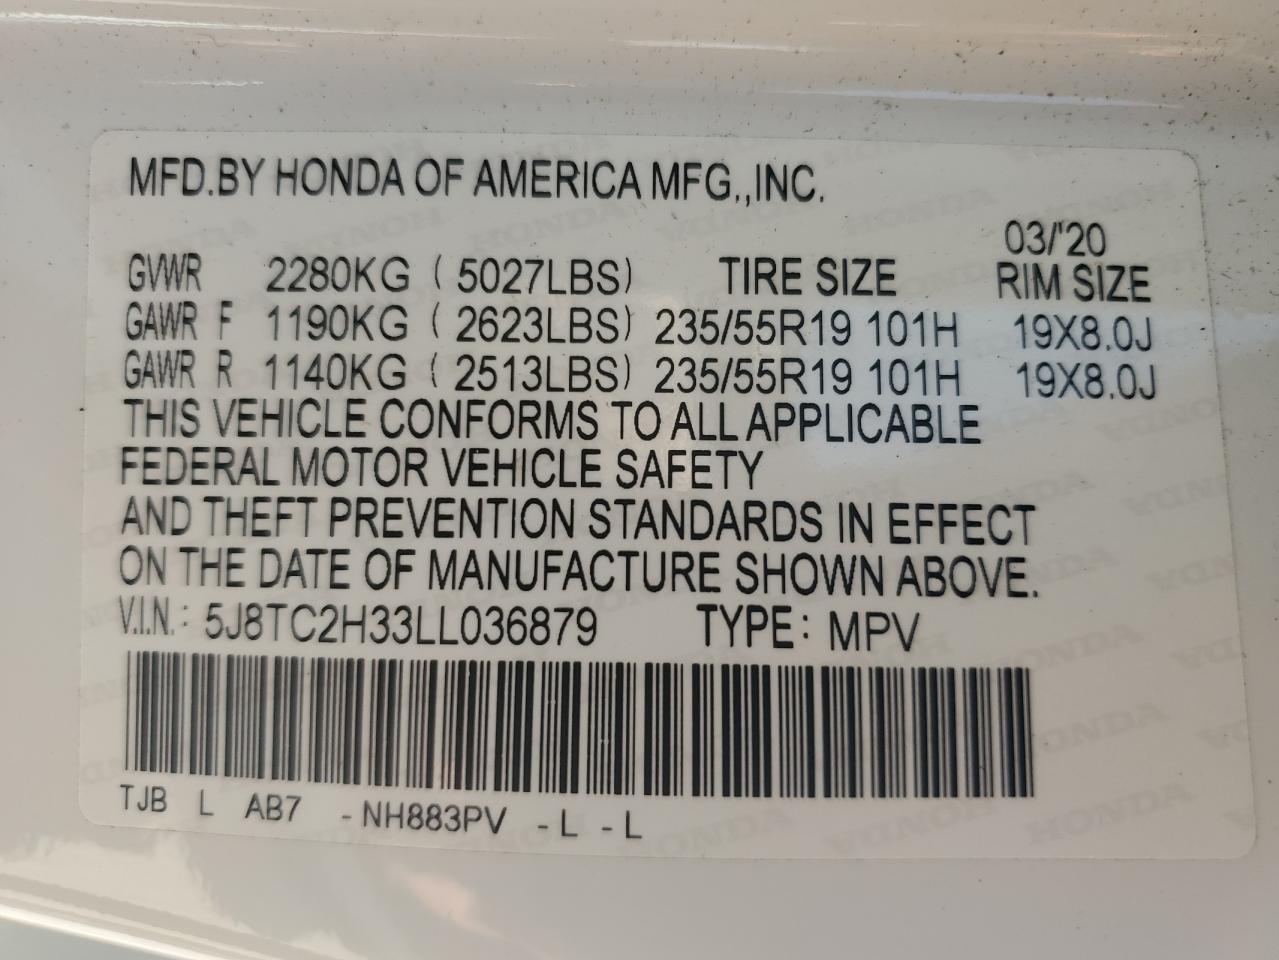 MFD.BY HONDA OF AMERICA MFG.,INC.
03/'20
GVWR 2280KG ( 5027LBS) TIRE SIZE RIM SIZE
GAWR F 1190KG ( 2623LBS) 235/55R19 101H 19X8.0J
GAWR R 1140KG ( 2513LBS) 235/55R19 101H 19X8.0J
THIS VEHICLE CONFORMS TO ALL APPLICABLE
FEDERAL MOTOR VEHICLE SAFETY
AND THEFT PREVENTION STANDARDS IN EFFECT
ON THE DATE OF MANUFACTURE SHOWN ABOVE.
V.I.N.: 5J8TC2H33LL036879 TYPE: MPV
TJB L AB7 -NH883PV -L -L